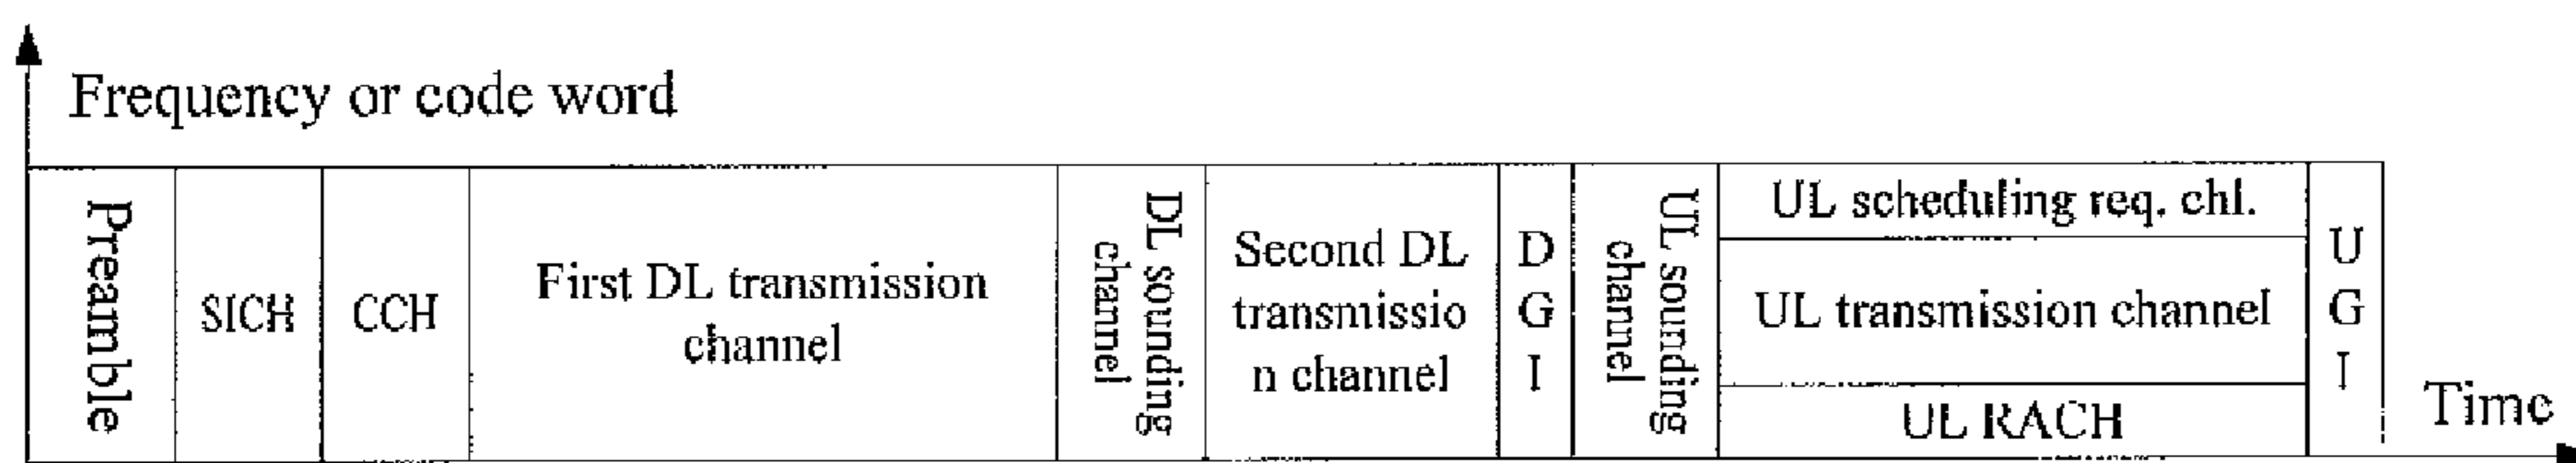 Frequency or code word
Preamble
SICH
CCH
First DL transmission
channel
DL sounding
channel
Second DL
transmissio
n channel
D
G
I
UL sounding
channel
UL scheduling req. chl.
UL transmission channel
UL RACH
U
G
I
Time